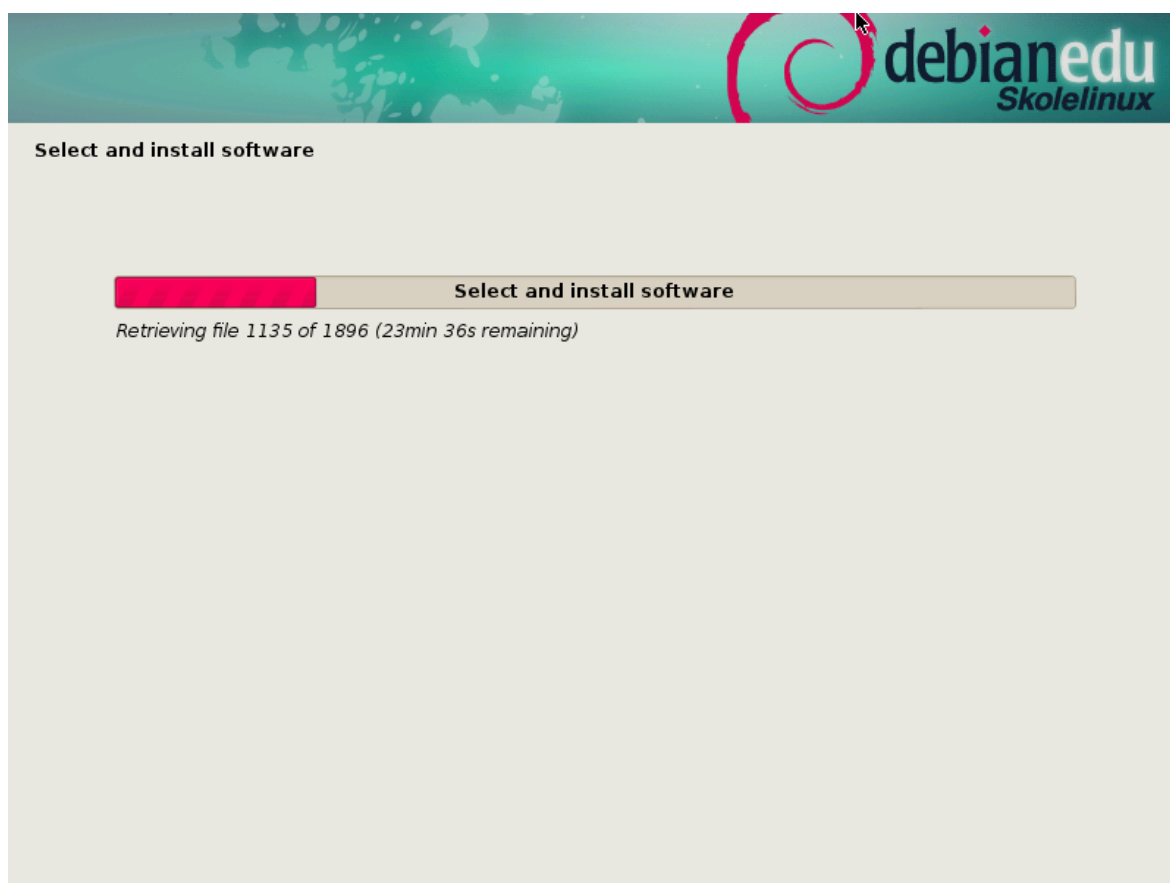 debianedu
Skolelinux
Select and install software
Select and install software
Retrieving file 1135 of 1896 (23min 36s remaining)